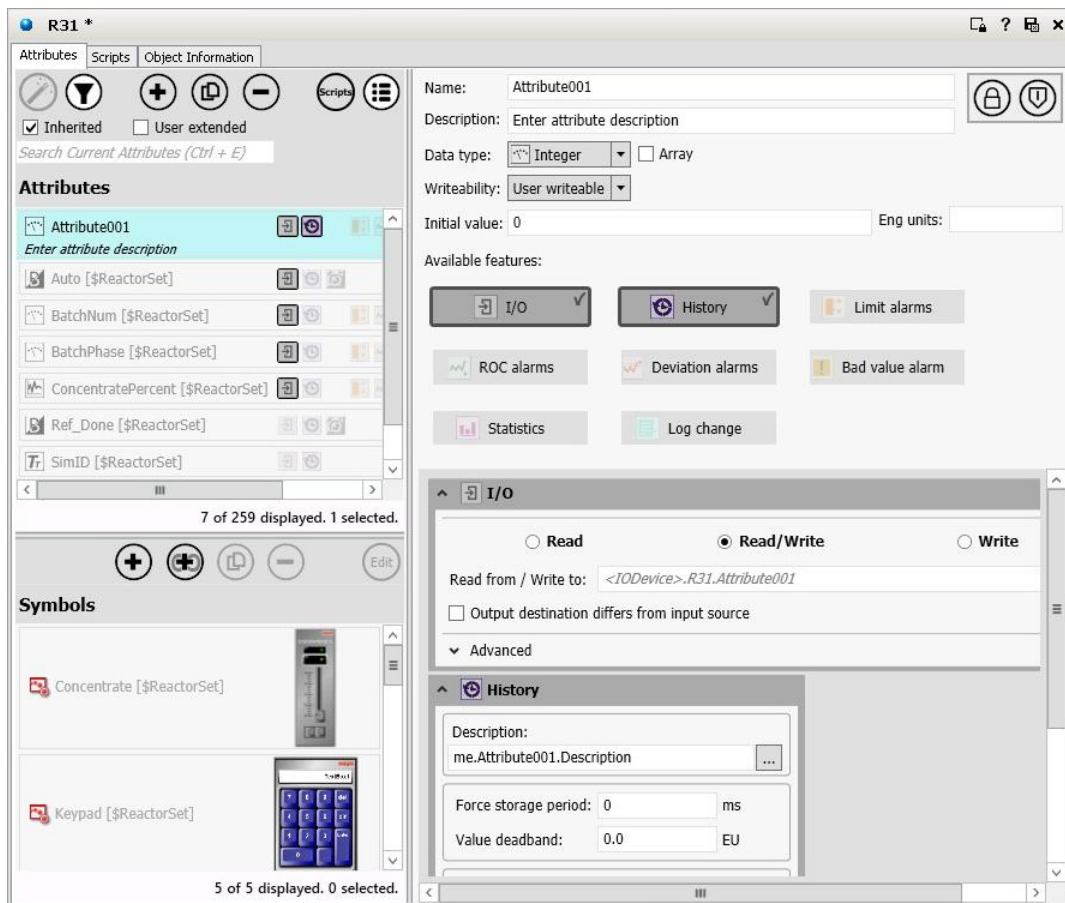 R31 *
?
Attributes
Scripts
Object Information
Scripts
Inherited
User extended
Search Current Attributes (Ctrl + E)
Attributes
Attribute001
Enter attribute description
Auto [$ReactorSet]
BatchNum [$ReactorSet]
BatchPhase [$ReactorSet]
ConcentratePercent [$ReactorSet]
Ref_Done [$ReactorSet]
SimID [$ReactorSet]
7 of 259 displayed. 1 selected.
Edit
Symbols
Concentrate [$ReactorSet]
Keypad [$ReactorSet]
5 of 5 displayed. 0 selected.
Name: Attribute001
Description: Enter attribute description
Data type: Integer Array
Writeability: User writeable
Initial value: 0 Eng units:
Available features:
I/O History Limit alarms
ROC alarms Deviation alarms Bad value alarm
Statistics Log change
I/O
Read Read/Write Write
Read from / Write to: <IODevice>.R31.Attribute001
Output destination differs from input source
Advanced
History
Description:
me.Attribute001.Description ...
Force storage period: 0 ms
Value deadband: 0.0 EU